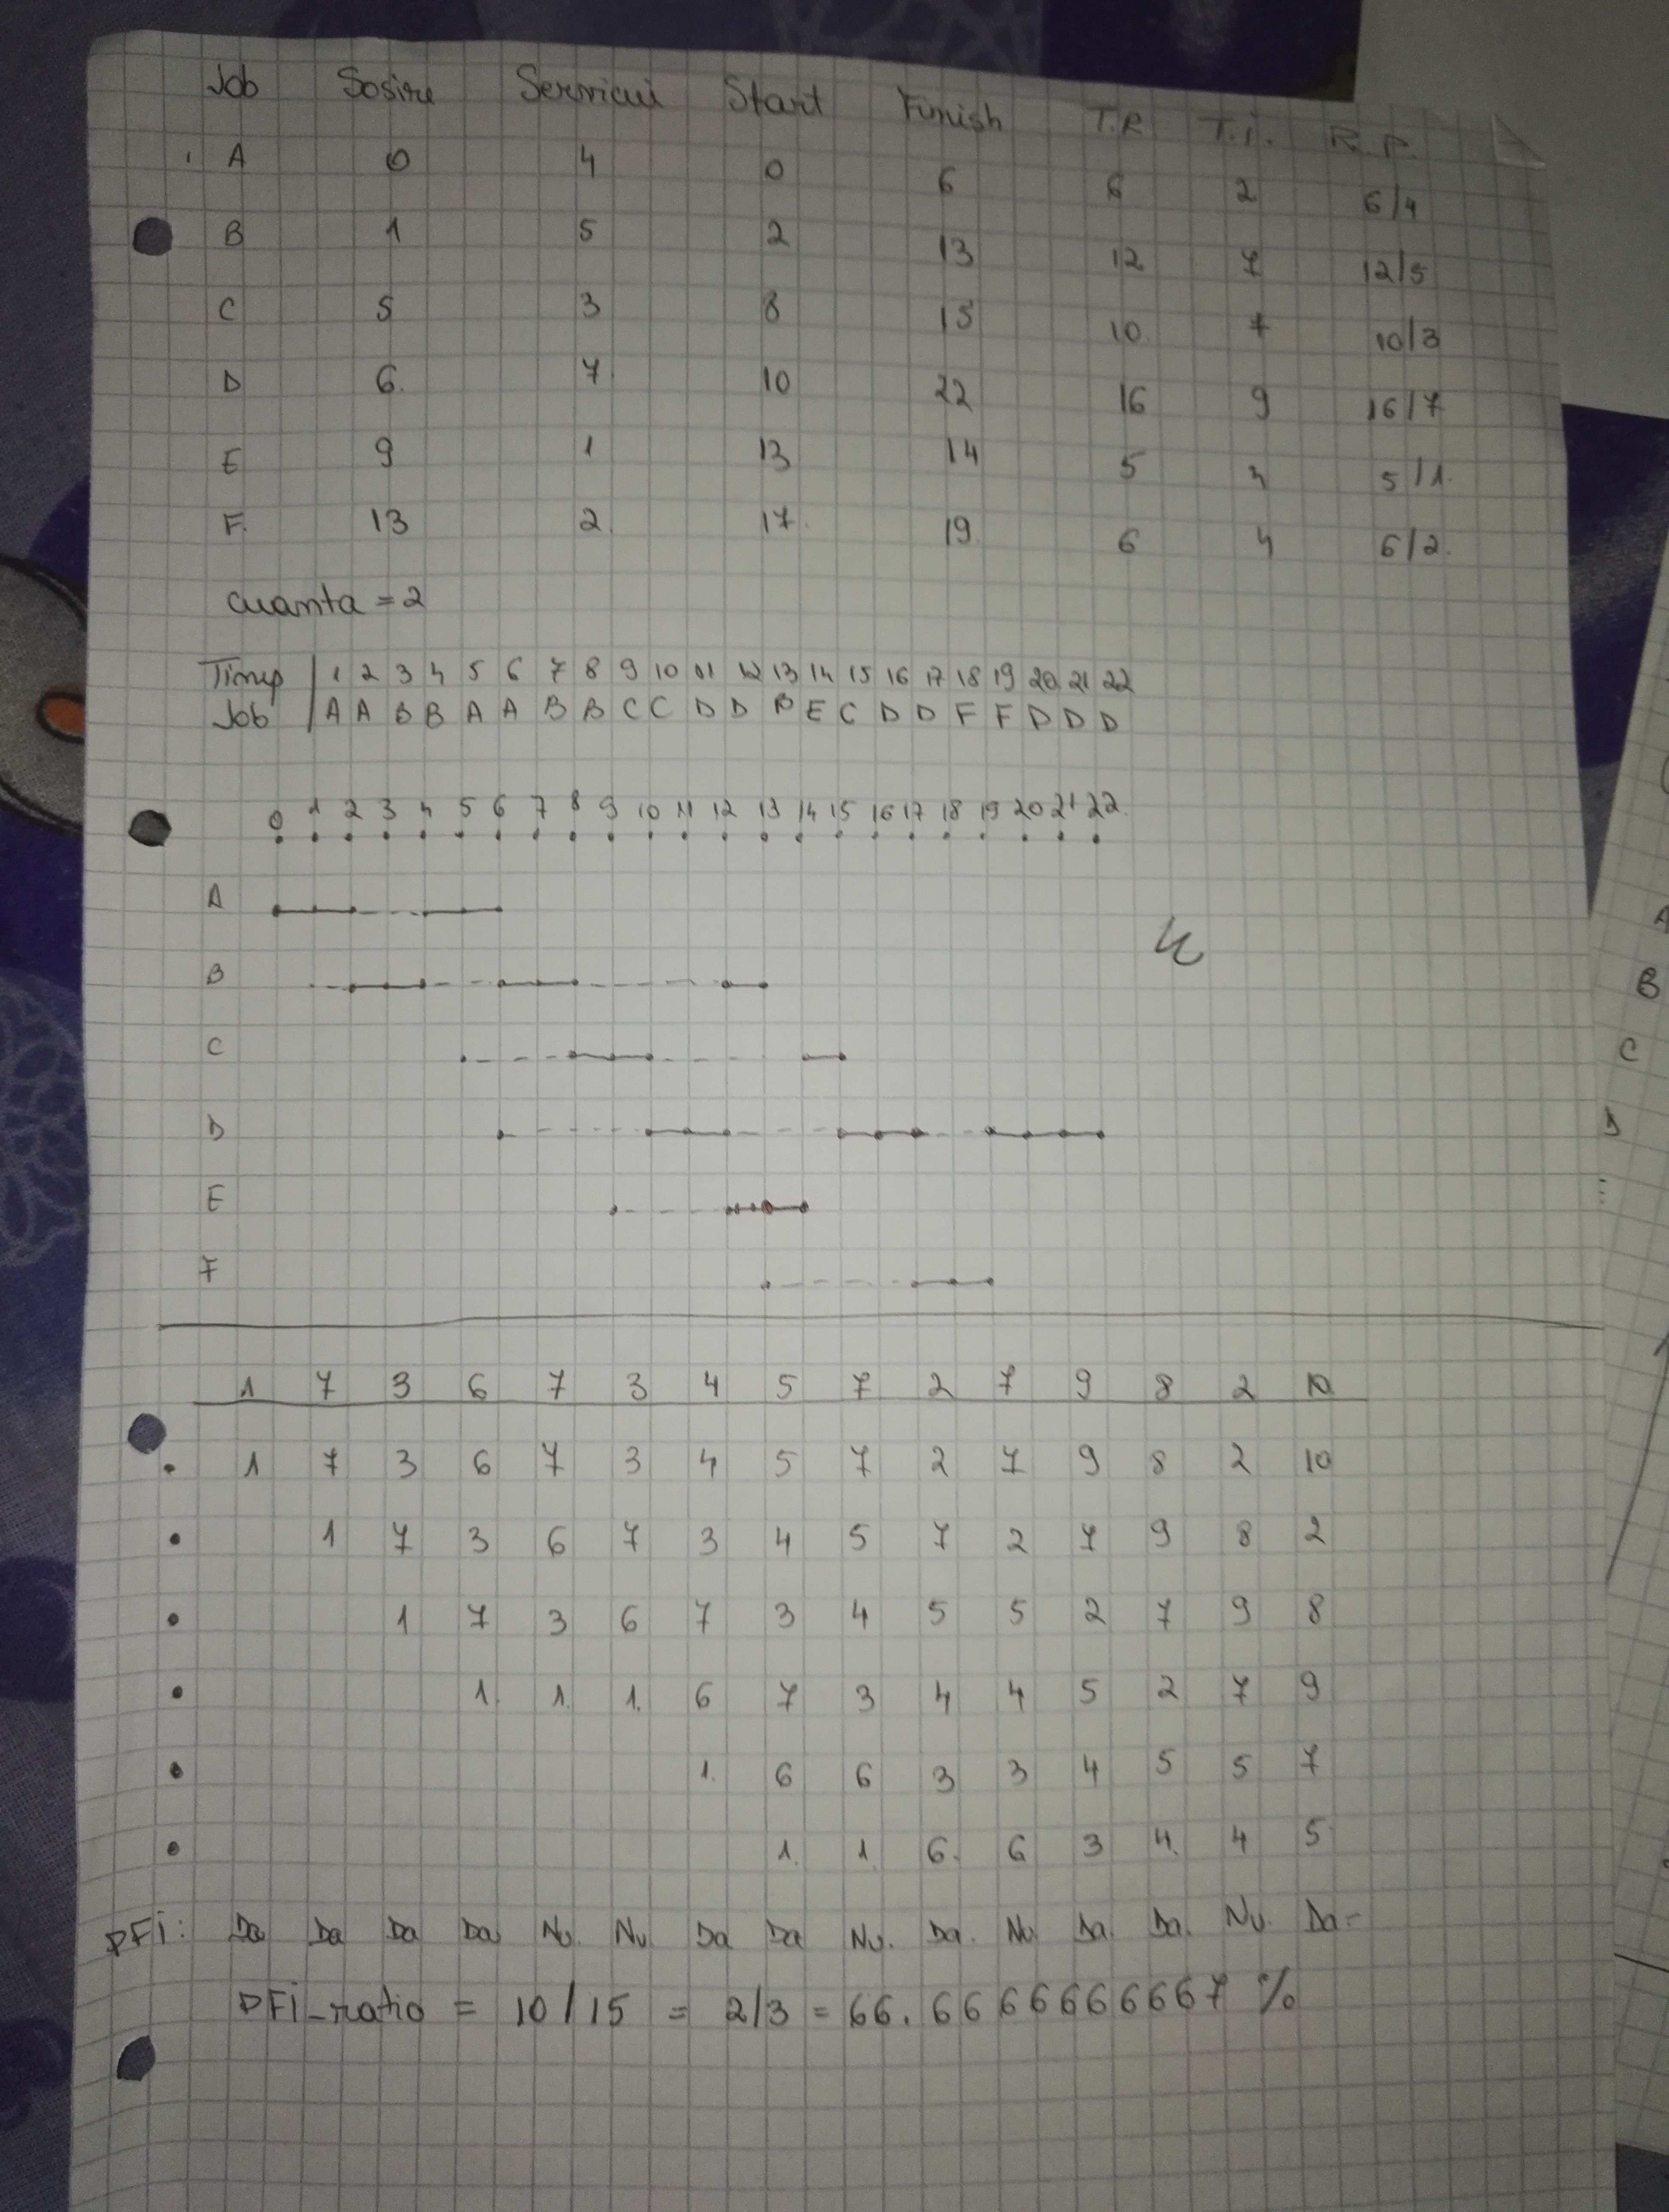 Job Sosire Serviciu Start Finish T.R T.i. R.P.
A 0 4 0 6 6 2 6/4
B 1 5 2 13 12 7 12/5
C 5 3 8 15 10 7 10/3
D 6. 7. 10 22 16 9 16/7
E 9 1 13 14 5 4 5/1.
F. 13 2. 17. 19. 6 4 6/2.
cuanta = 2
Timp 1 2 3 4 5 6 7 8 9 10 11 12 13 14 15 16 17 18 19 20 21 22
Job A A B B A A B B C C D D B E C D D F F D D D
0 1 2 3 4 5 6 7 8 9 10 11 12 13 14 15 16 17 18 19 20 21 22.
A
B
C
D
E
F
1 7 3 6 7 3 4 5 7 2 7 9 8 2 10
1 7 3 6 7 3 4 5 7 2 7 9 8 2 10
1 7 3 6 7 3 4 5 7 2 7 9 8 2
1 7 3 6 7 3 4 5 5 2 7 9 8
1. 1. 1. 6 7 3 4 4 5 2 7 9
1. 6 6 3 3 4 5 5 7
1. 1. 6. 6 3 4. 4 5
PFi: Da Da Da Da Nu. Nu. Da Da Nu. Da. Nu. Da. Da. Nu. Da-
PFi_ratio = 10/15 = 2/3 = 66.6666666667 %
A
B
C
D